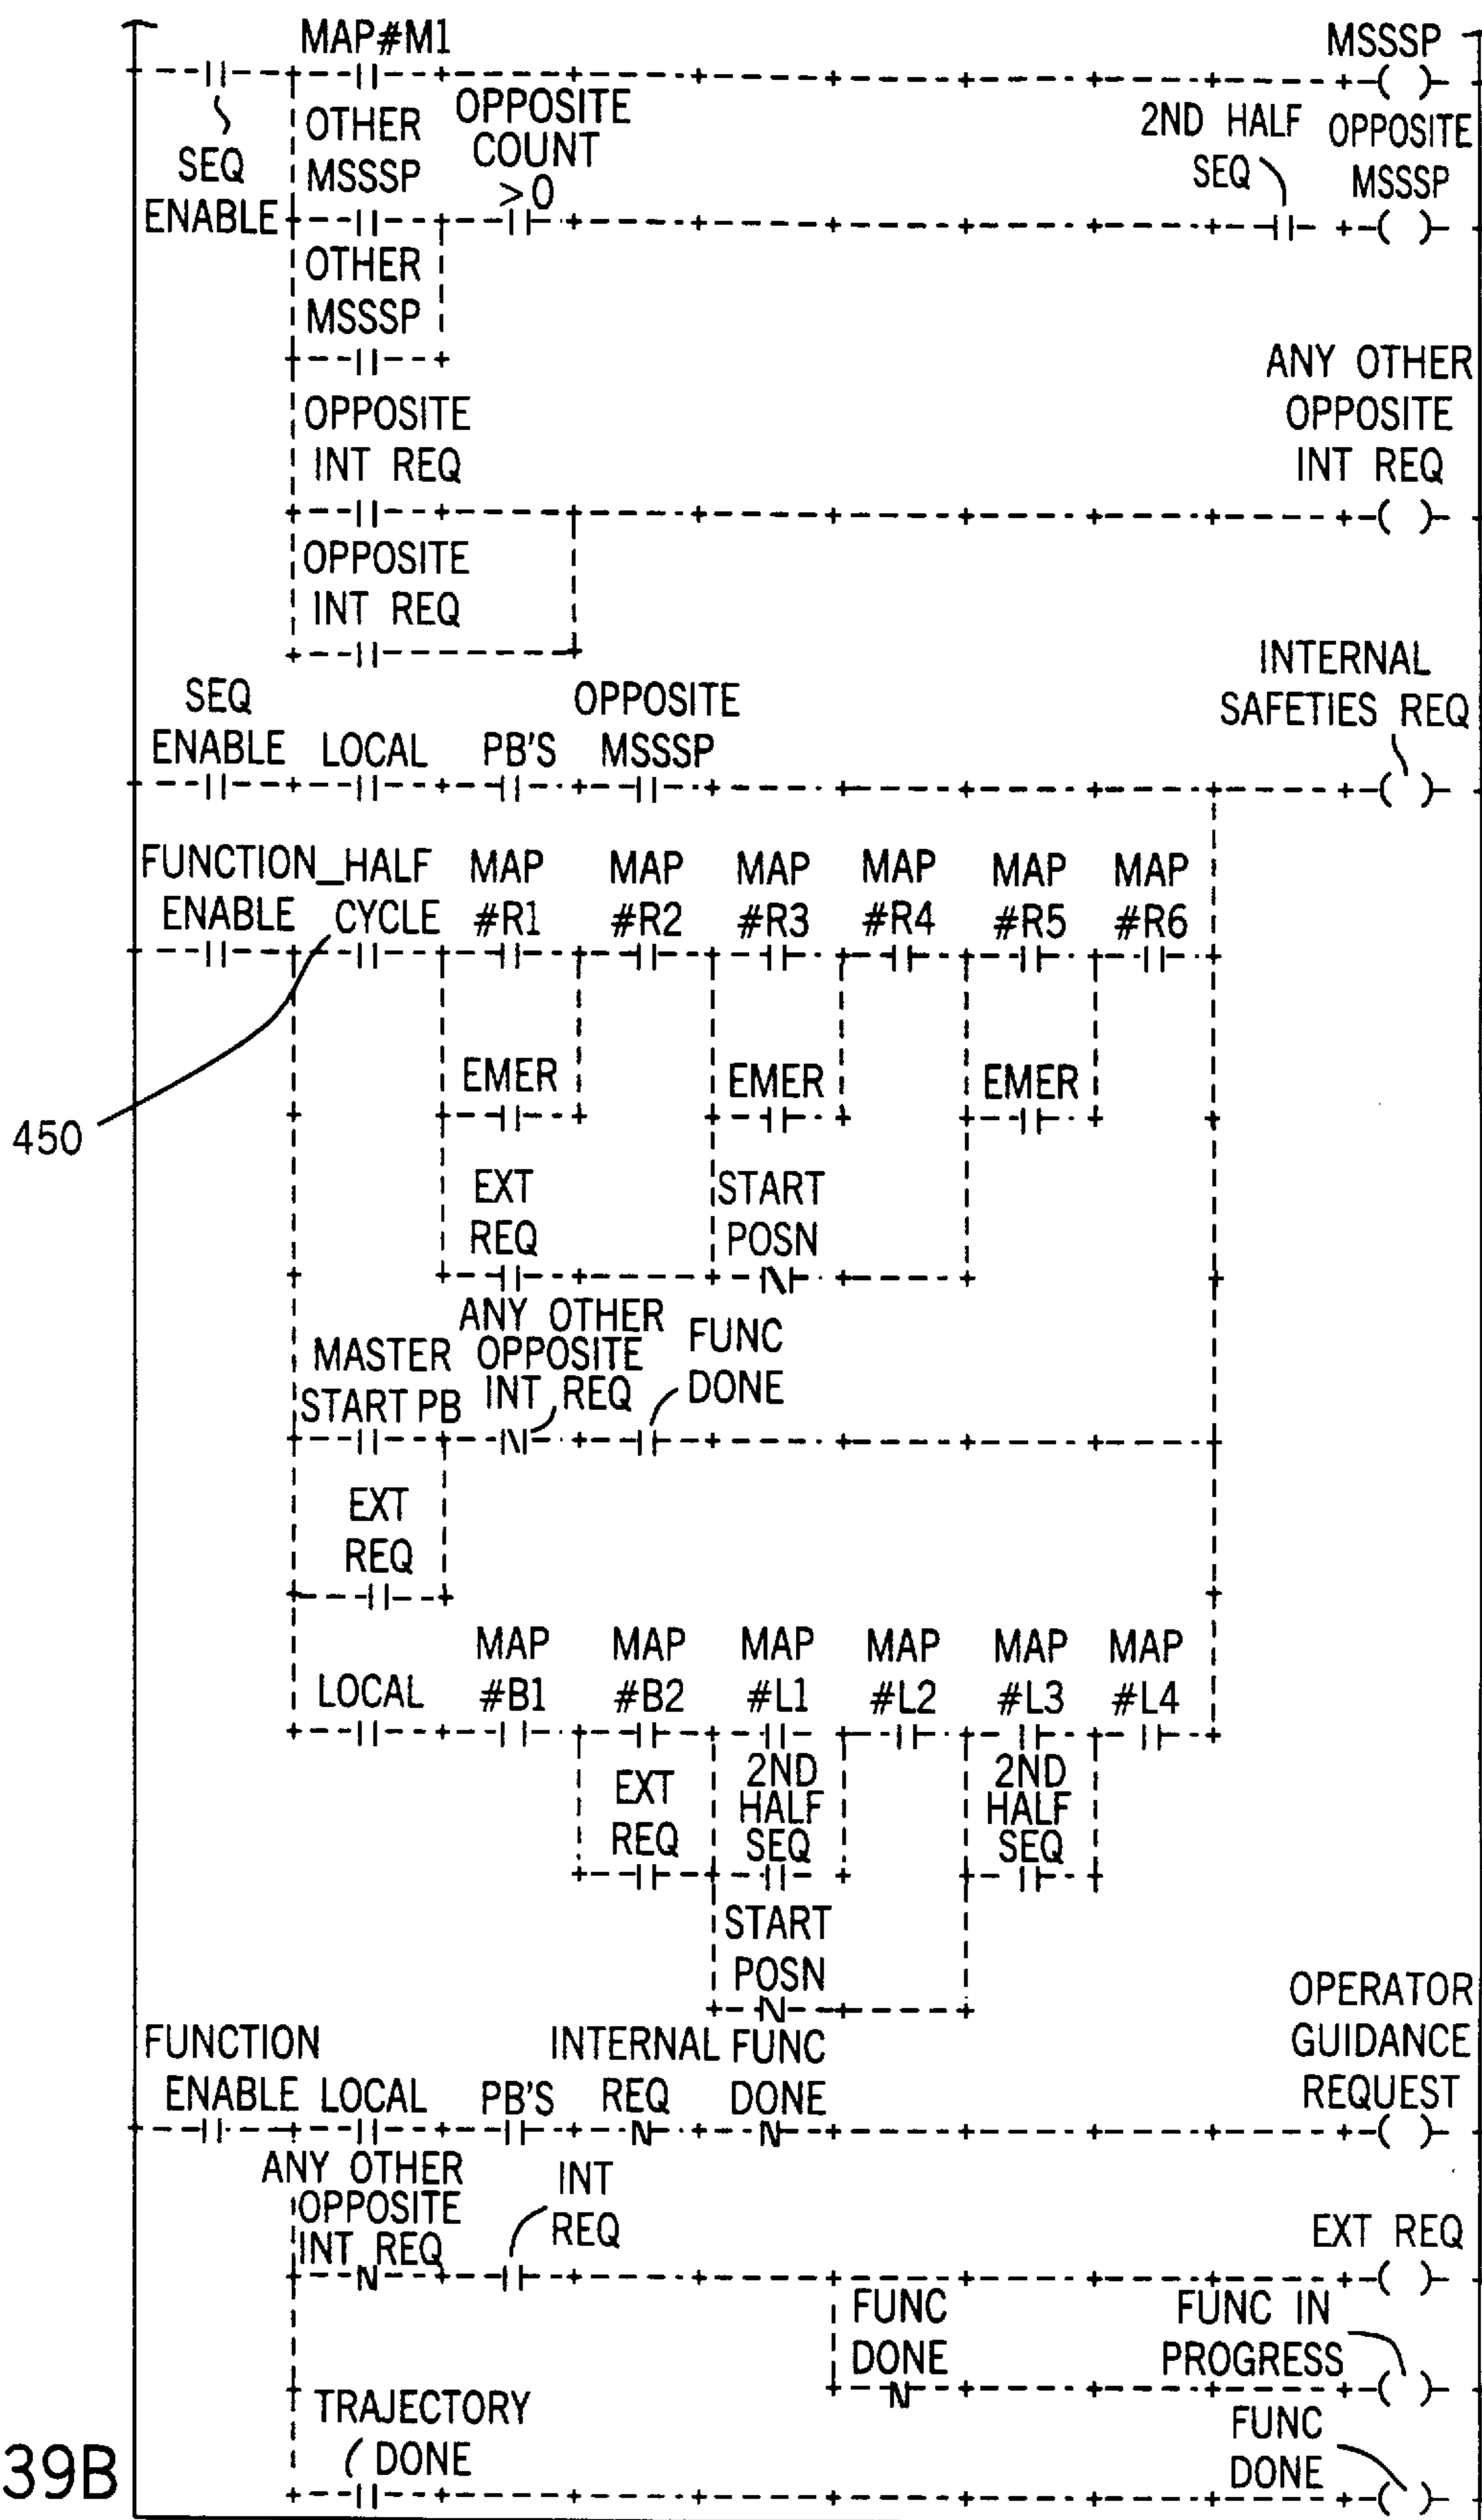 MAP#M1
MSSSP
SEQ
ENABLE
OTHER
MSSSP
OPPOSITE
COUNT
>0
2ND HALF
SEQ
OPPOSITE
MSSSP
OTHER
MSSSP
OPPOSITE
INT REQ
ANY OTHER
OPPOSITE
INT REQ
OPPOSITE
INT REQ
SEQ
ENABLE
LOCAL
PB'S
OPPOSITE
MSSSP
INTERNAL
SAFETIES REQ
FUNCTION_HALF
ENABLE CYCLE
MAP
#R1
MAP
#R2
MAP
#R3
MAP
#R4
MAP
#R5
MAP
#R6
450
EMER
EMER
EMER
EXT
REQ
START
POSN
MASTER
START PB
ANY OTHER
OPPOSITE
INT REQ
FUNC
DONE
EXT
REQ
LOCAL
MAP
#B1
MAP
#B2
MAP
#L1
MAP
#L2
MAP
#L3
MAP
#L4
EXT
REQ
2ND
HALF
SEQ
2ND
HALF
SEQ
START
POSN
FUNCTION
ENABLE
LOCAL
PB'S
INTERNAL
REQ
FUNC
DONE
OPERATOR
GUIDANCE
REQUEST
ANY OTHER
OPPOSITE
INT REQ
INT
REQ
EXT REQ
FUNC
DONE
FUNC IN
PROGRESS
TRAJECTORY
DONE
FUNC
DONE
39B